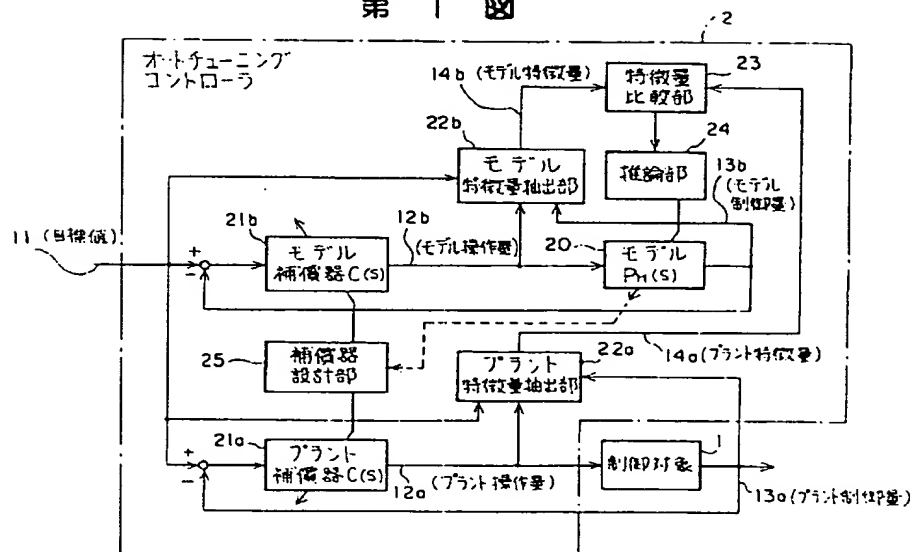 第1図
2
オートチューニング
コントローラ
14b(モデル特徴量)
特徴量
比較部
23
22b
24
モデル
特徴量抽出部
推論部
13b
(モデル
制御量)
11(目標値)
21b
12b
(モデル操作量)
20
+
-
モデル
補償器C(S)
モデル
PM(S)
25
補償器
設計部
プラント
特徴量抽出部
22a
14a(プラント特徴量)
21a
1
+
-
プラント
補償器C(S)
12a
(プラント操作量)
制御対象
13a(プラント制御量)